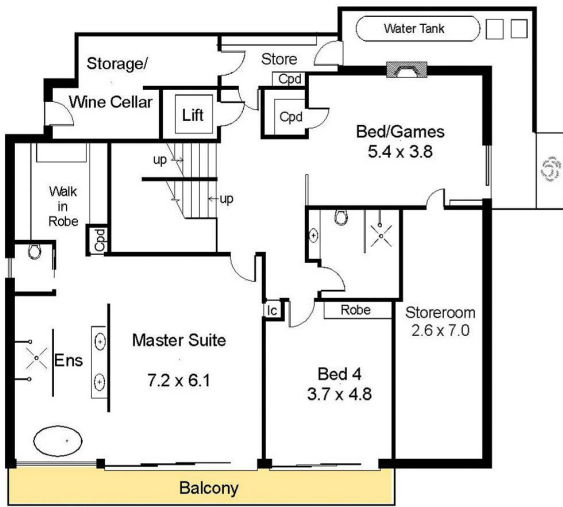 Water Tank
Storage/
Wine Cellar
Store
Cpd
Lift
Cpd
Bed/Games
5.4 x 3.8
up
up
Walk
in
Robe
Cpd
Ens
Master Suite
7.2 x 6.1
lc
Robe
Bed 4
3.7 x 4.8
Storeroom
2.6 x 7.0
Balcony